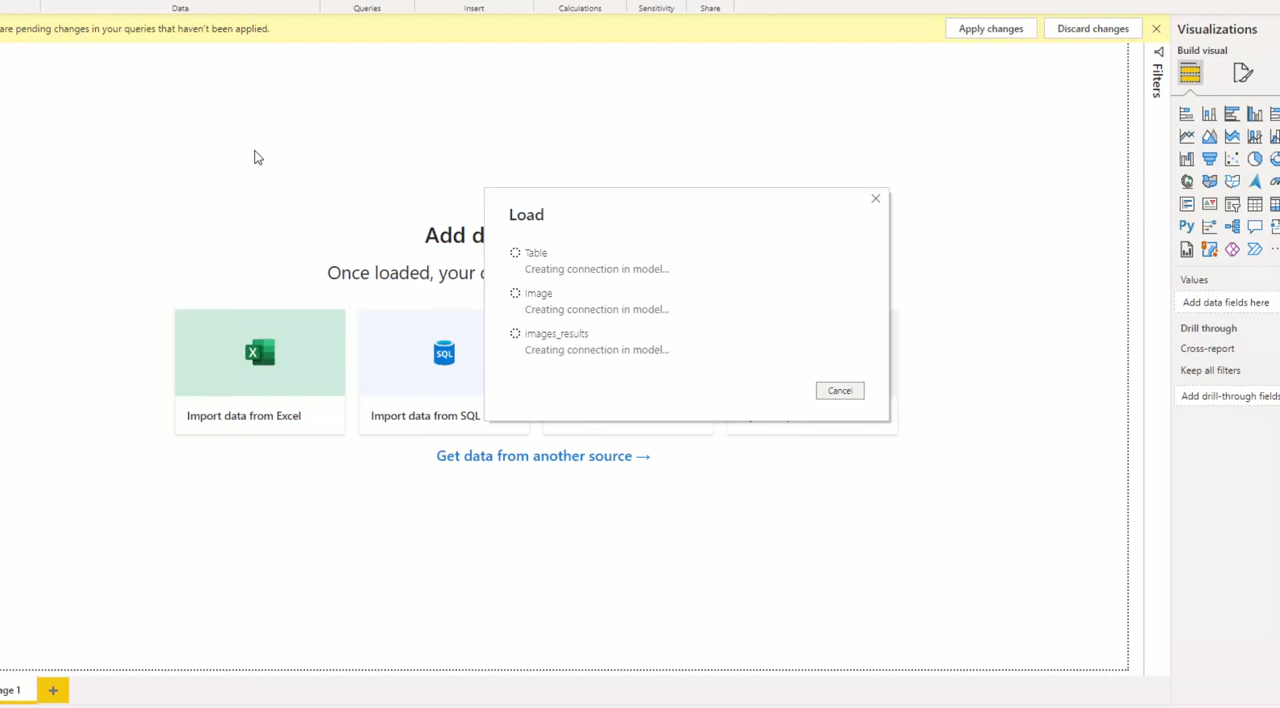 Data
Queries
Insert
Calculations
Sensitivity
Share
are pending changes in your queries that haven't been applied.
Apply changes
Discard changes
Visualizations
Build visual
Filters
Add d
Once loaded, your
Load
Table
Creating connection in model...
image
Creating connection in model...
images_results
Creating connection in model...
Cancel
X
SQL
Import data from Excel
Import data from SQL
Get data from another source →
Py
Values
Add data fields here
Drill through
Cross-report
Keep all filters
Add drill-through fields
age 1
+